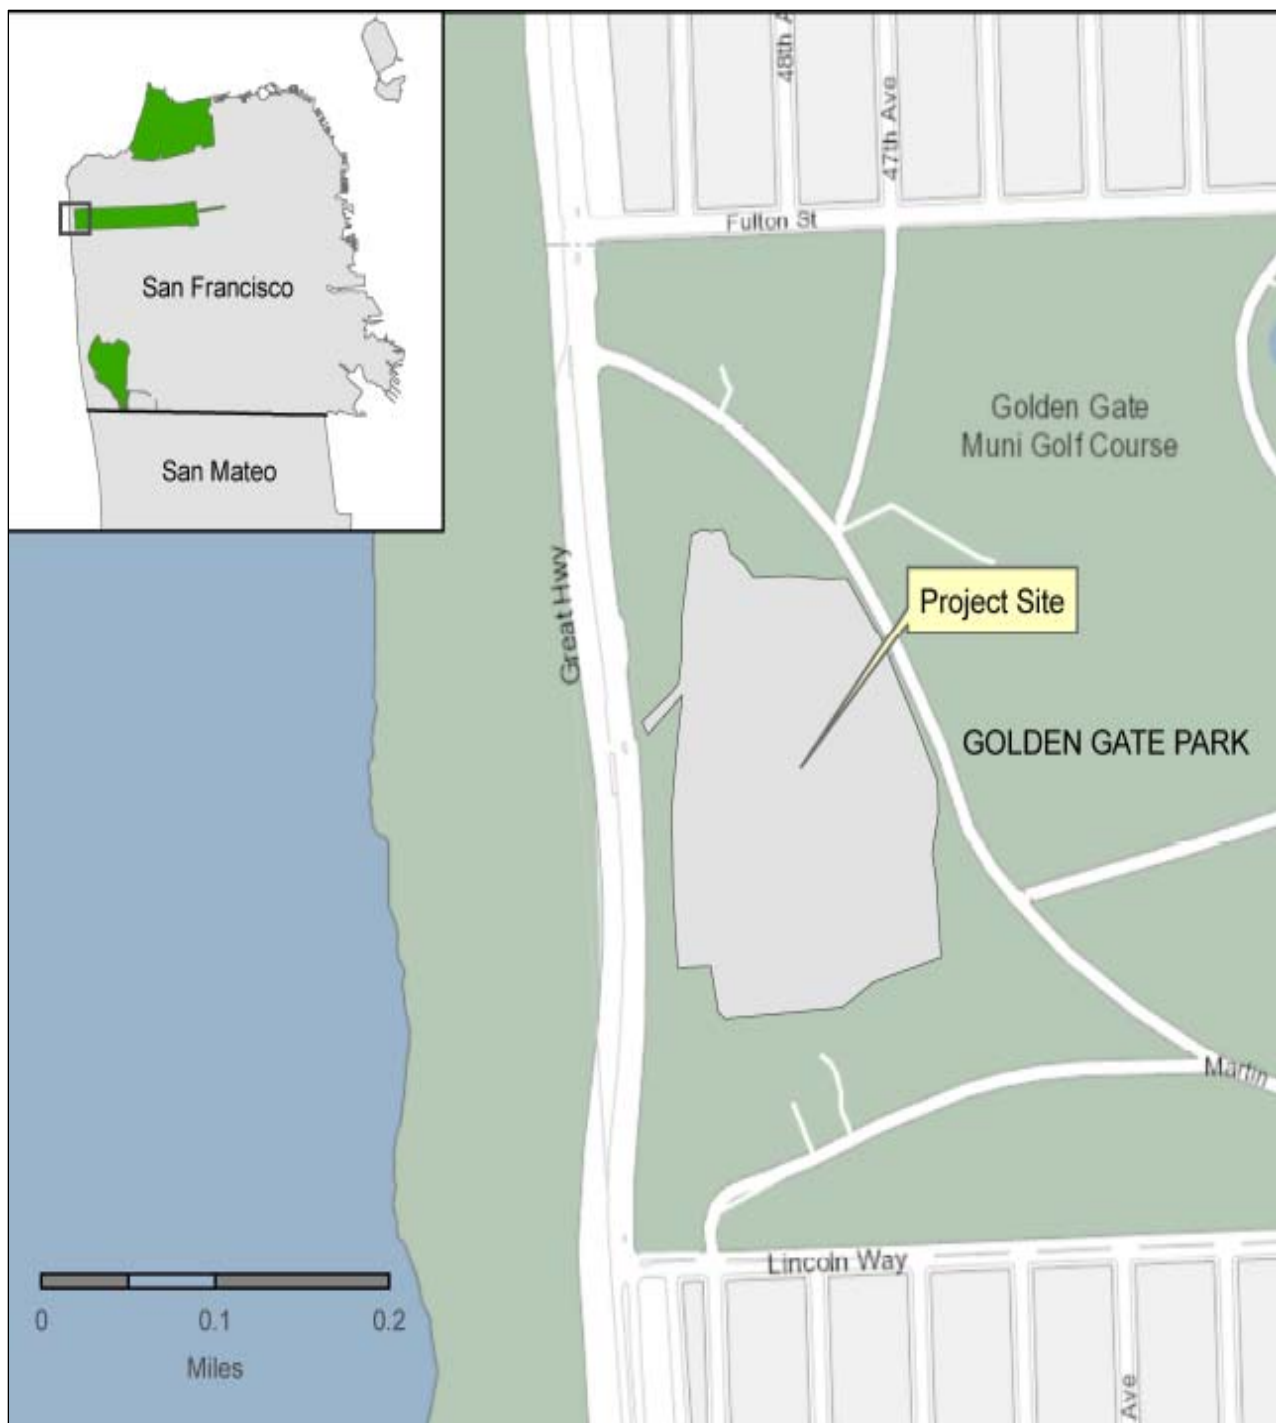 San Francisco
San Mateo
48th A
47th Ave
Fulton St
Golden Gate
Muni Golf Course
Great Hwy
Project Site
GOLDEN GATE PARK
Martin
Lincoln Way
0
0.1
0.2
Miles
Ave